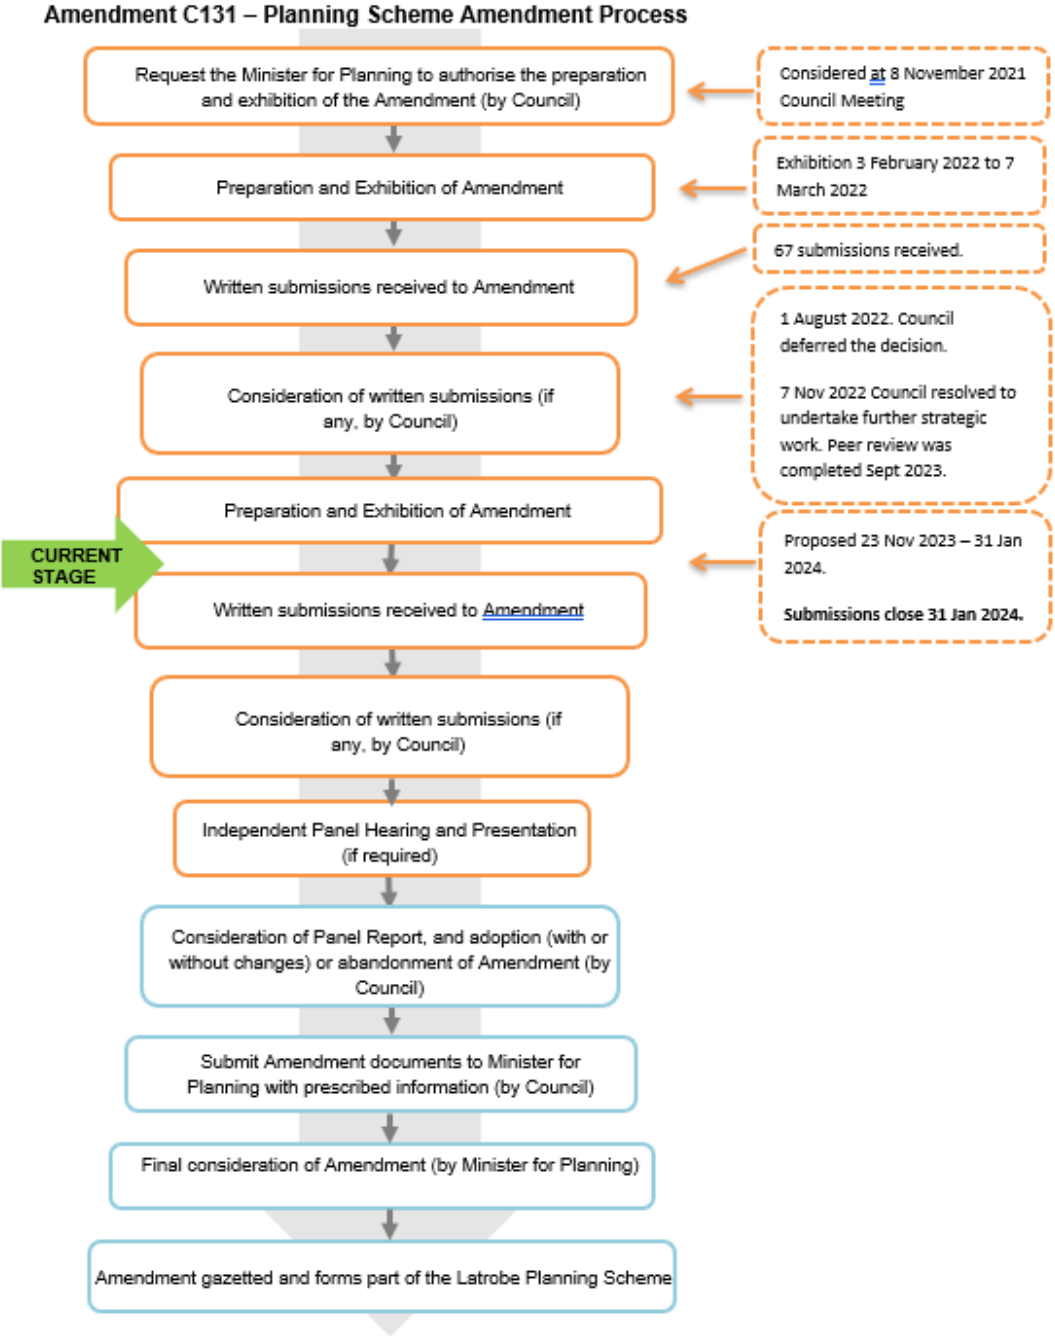 Amendment C131 – Planning Scheme Amendment Process
Request the Minister for Planning to authorise the preparation
and exhibition of the Amendment (by Council)
Considered at 8 November 2021
Council Meeting
Preparation and Exhibition of Amendment
Exhibition 3 February 2022 to 7
March 2022
Written submissions received to Amendment
67 submissions received.
Consideration of written submissions (if
any, by Council)
1 August 2022. Council
deferred the decision.
7 Nov 2022 Council resolved to
undertake further strategic
work. Peer review was
completed Sept 2023.
Preparation and Exhibition of Amendment
CURRENT
STAGE
Proposed 23 Nov 2023 – 31 Jan
2024.
Submissions close 31 Jan 2024.
Written submissions received to Amendment
Consideration of written submissions (if
any, by Council)
Independent Panel Hearing and Presentation
(if required)
Consideration of Panel Report, and adoption (with or
without changes) or abandonment of Amendment (by
Council)
Submit Amendment documents to Minister for
Planning with prescribed information (by Council)
Final consideration of Amendment (by Minister for Planning)
Amendment gazetted and forms part of the Latrobe Planning Scheme